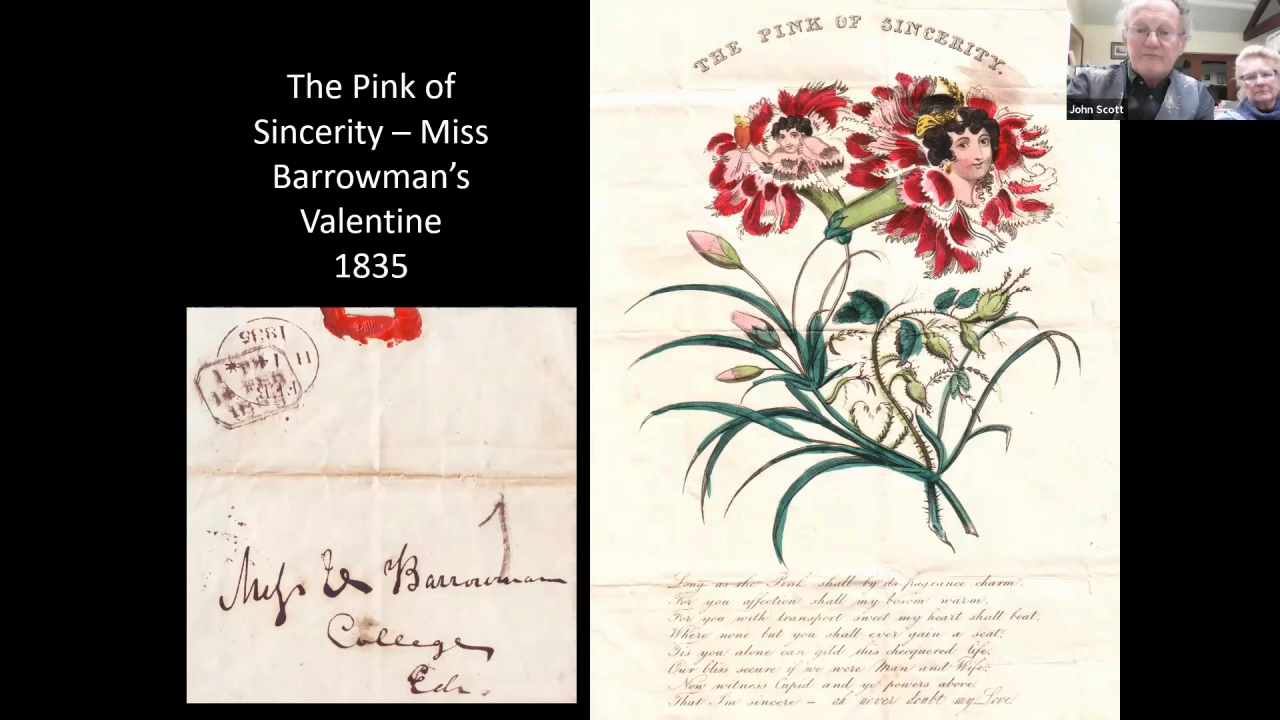 The Pink of
Sincerity – Miss
Barrowman’s
Valentine
1835
1835
11
Miss Barrowman
College
Edr.
THE PINK OF SINCERITY.
Long as the Pink shall by its fragrance charm.
For you affection shall my bosom warm.
For you with transport sweet my heart shall beat,
Where none but you shall ever gain a seat,
Tis you alone can gild this chequered life,
Our bliss secure if we were Man and Wife.
Now witness Cupid and ye powers above,
That I'm sincere – oh never doubt my Love
John Scott